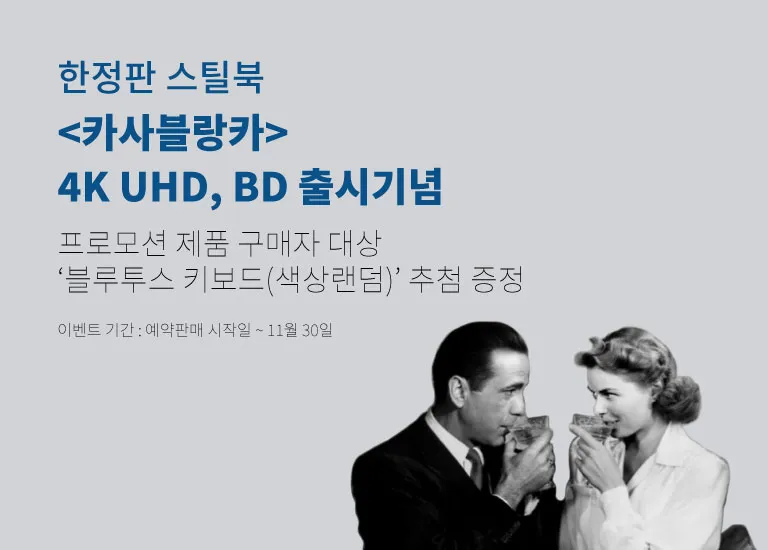 한정판 스틸북
<카사블랑카>
4K UHD, BD 출시기념
프로모션 제품 구매자 대상
‘블루투스 키보드(색상랜덤)’ 추첨 증정
이벤트 기간 : 예약판매 시작일 ~ 11월 30일